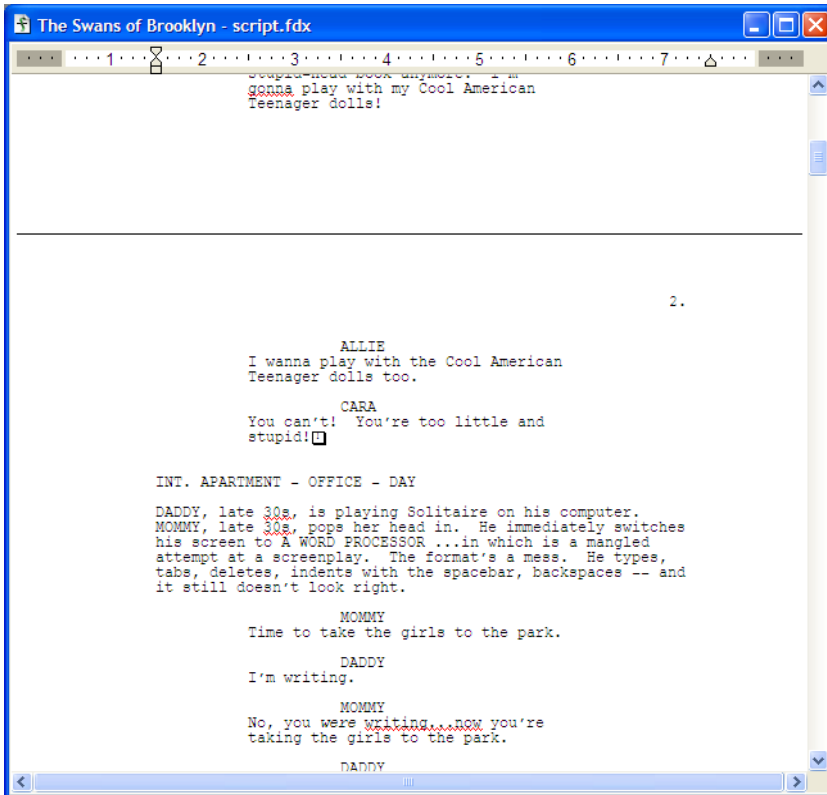 The Swans of Brooklyn - script.fdx
1 2 3 4 5 6 7
stupid-head book anymore. I'm
gonna play with my Cool American
Teenager dolls!
2.
ALLIE
I wanna play with the Cool American
Teenager dolls too.
CARA
You can't! You're too little and
stupid!
INT. APARTMENT - OFFICE - DAY
DADDY, late 30s, is playing Solitaire on his computer.
MOMMY, late 30s, pops her head in. He immediately switches
his screen to A WORD PROCESSOR ...in which is a mangled
attempt at a screenplay. The format's a mess. He types,
tabs, deletes, indents with the spacebar, backspaces -- and
it still doesn't look right.
MOMMY
Time to take the girls to the park.
DADDY
I'm writing.
MOMMY
No, you were writing...now you're
taking the girls to the park.
DADDY